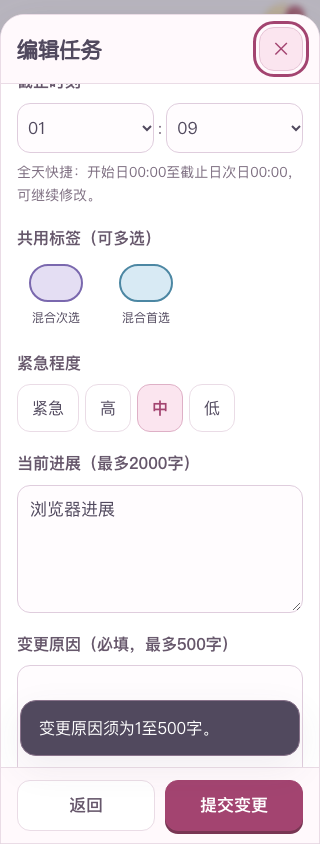 编辑任务
截止时刻
01 : 09
全天快捷：开始日00:00至截止日次日00:00，
可继续修改。
共用标签（可多选）
混合次选 混合首选
紧急程度
紧急 高 中 低
当前进展（最多2000字）
浏览器进展
变更原因（必填，最多500字）
变更原因须为1至500字。
返回 提交变更